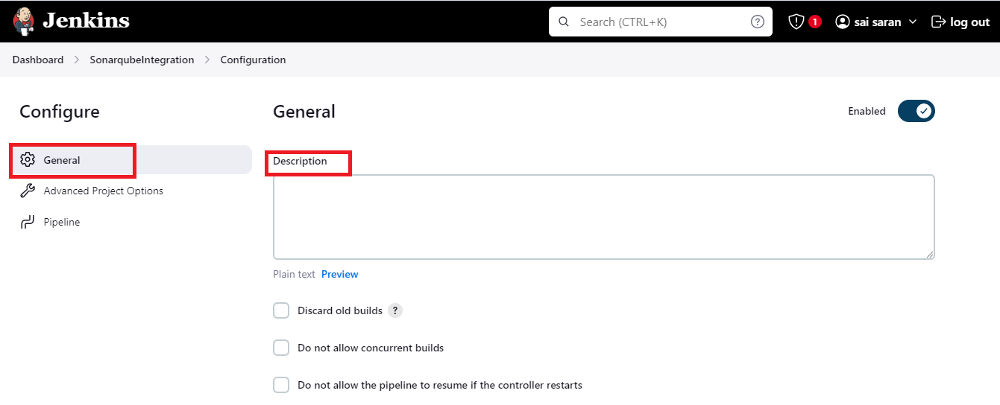 Jenkins
Search (CTRL+K)
?
1
sai saran
log out
Dashboard
SonarqubeIntegration
Configuration
Configure
General
Enabled
General
Description
Advanced Project Options
Pipeline
Plain text Preview
Discard old builds ?
Do not allow concurrent builds
Do not allow the pipeline to resume if the controller restarts